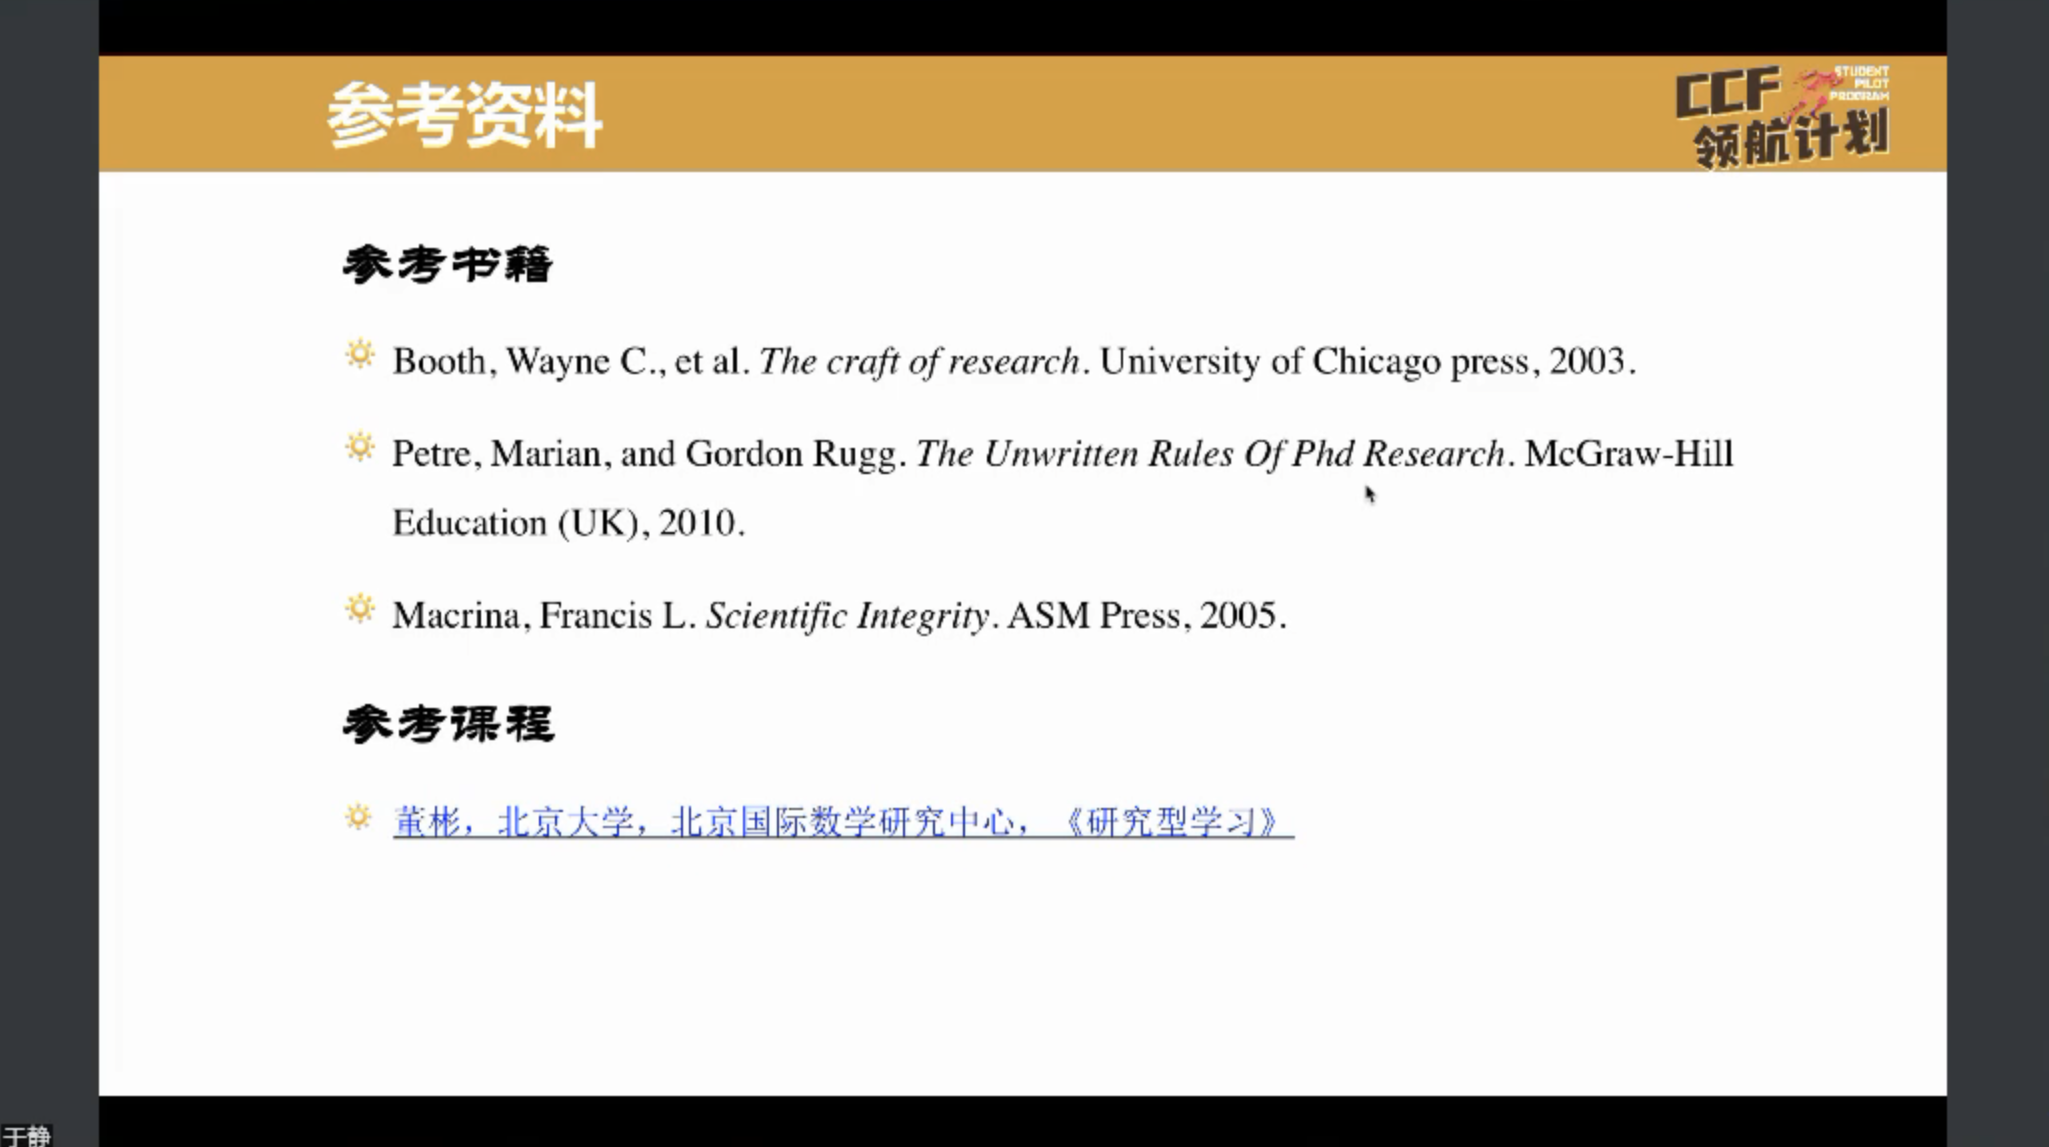 参考资料
CCF
STUDENT
PILOT
PROGRAM
领航计划
参考书籍
Booth, Wayne C., et al. The craft of research. University of Chicago press, 2003.
Petre, Marian, and Gordon Rugg. The Unwritten Rules Of Phd Research. McGraw-Hill
Education (UK), 2010.
Macrina, Francis L. Scientific Integrity. ASM Press, 2005.
参考课程
董彬，北京大学，北京国际数学研究中心，《研究型学习》
于静